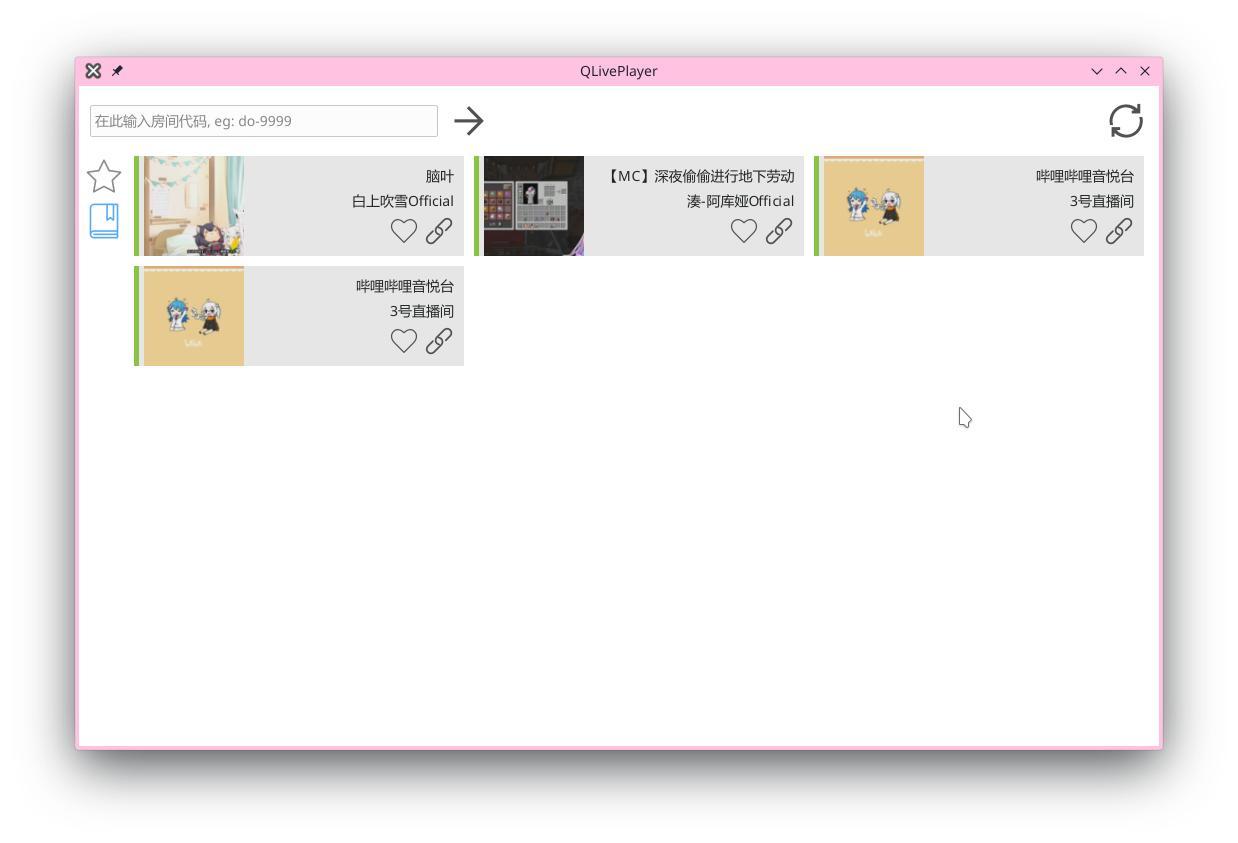 QLivePlayer
在此输入房间代码, eg: do-9999
脑叶
白上吹雪Official
【MC】深夜偷偷进行地下劳动
湊-阿库娅Official
哔哩哔哩音悦台
3号直播间
哔哩哔哩音悦台
3号直播间